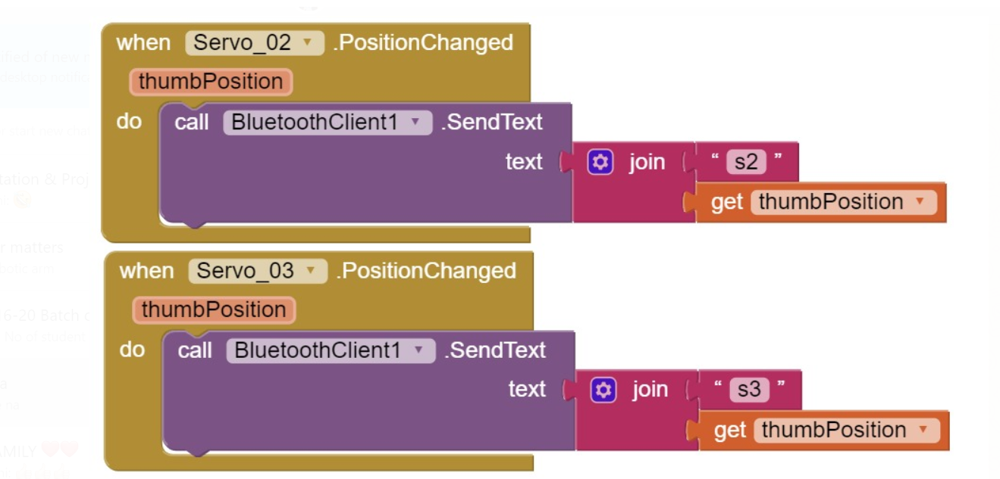 when Servo_02 .PositionChanged
thumbPosition
do call BluetoothClient1 .SendText
text join “ s2 ”
get thumbPosition
when Servo_03 .PositionChanged
thumbPosition
do call BluetoothClient1 .SendText
text join “ s3 ”
get thumbPosition